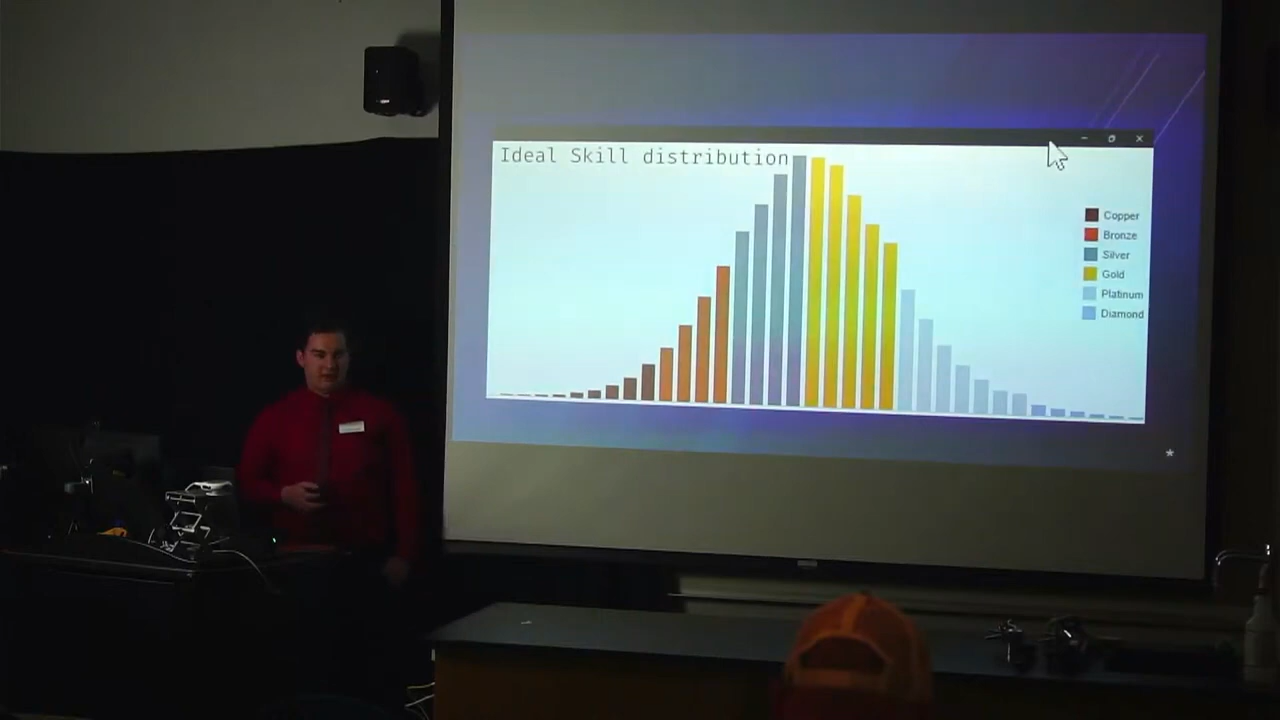 Ideal Skill distribution
Copper
Bronze
Silver
Gold
Platinum
Diamond
*